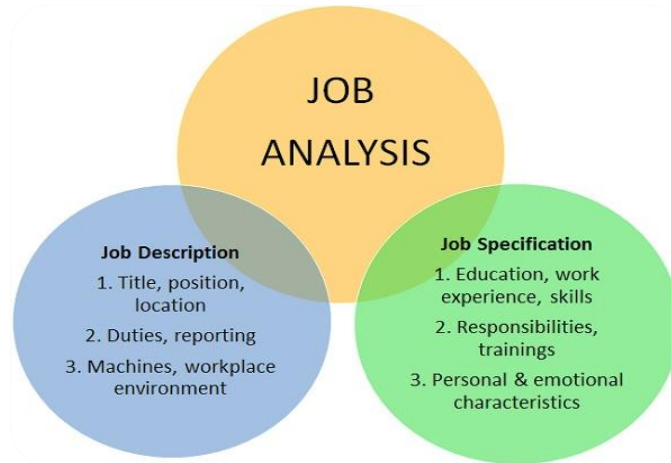 JOB
ANALYSIS
Job Description
1. Title, position,
location
2. Duties, reporting
3. Machines, workplace
environment
Job Specification
1. Education, work
experience, skills
2. Responsibilities,
trainings
3. Personal & emotional
characteristics